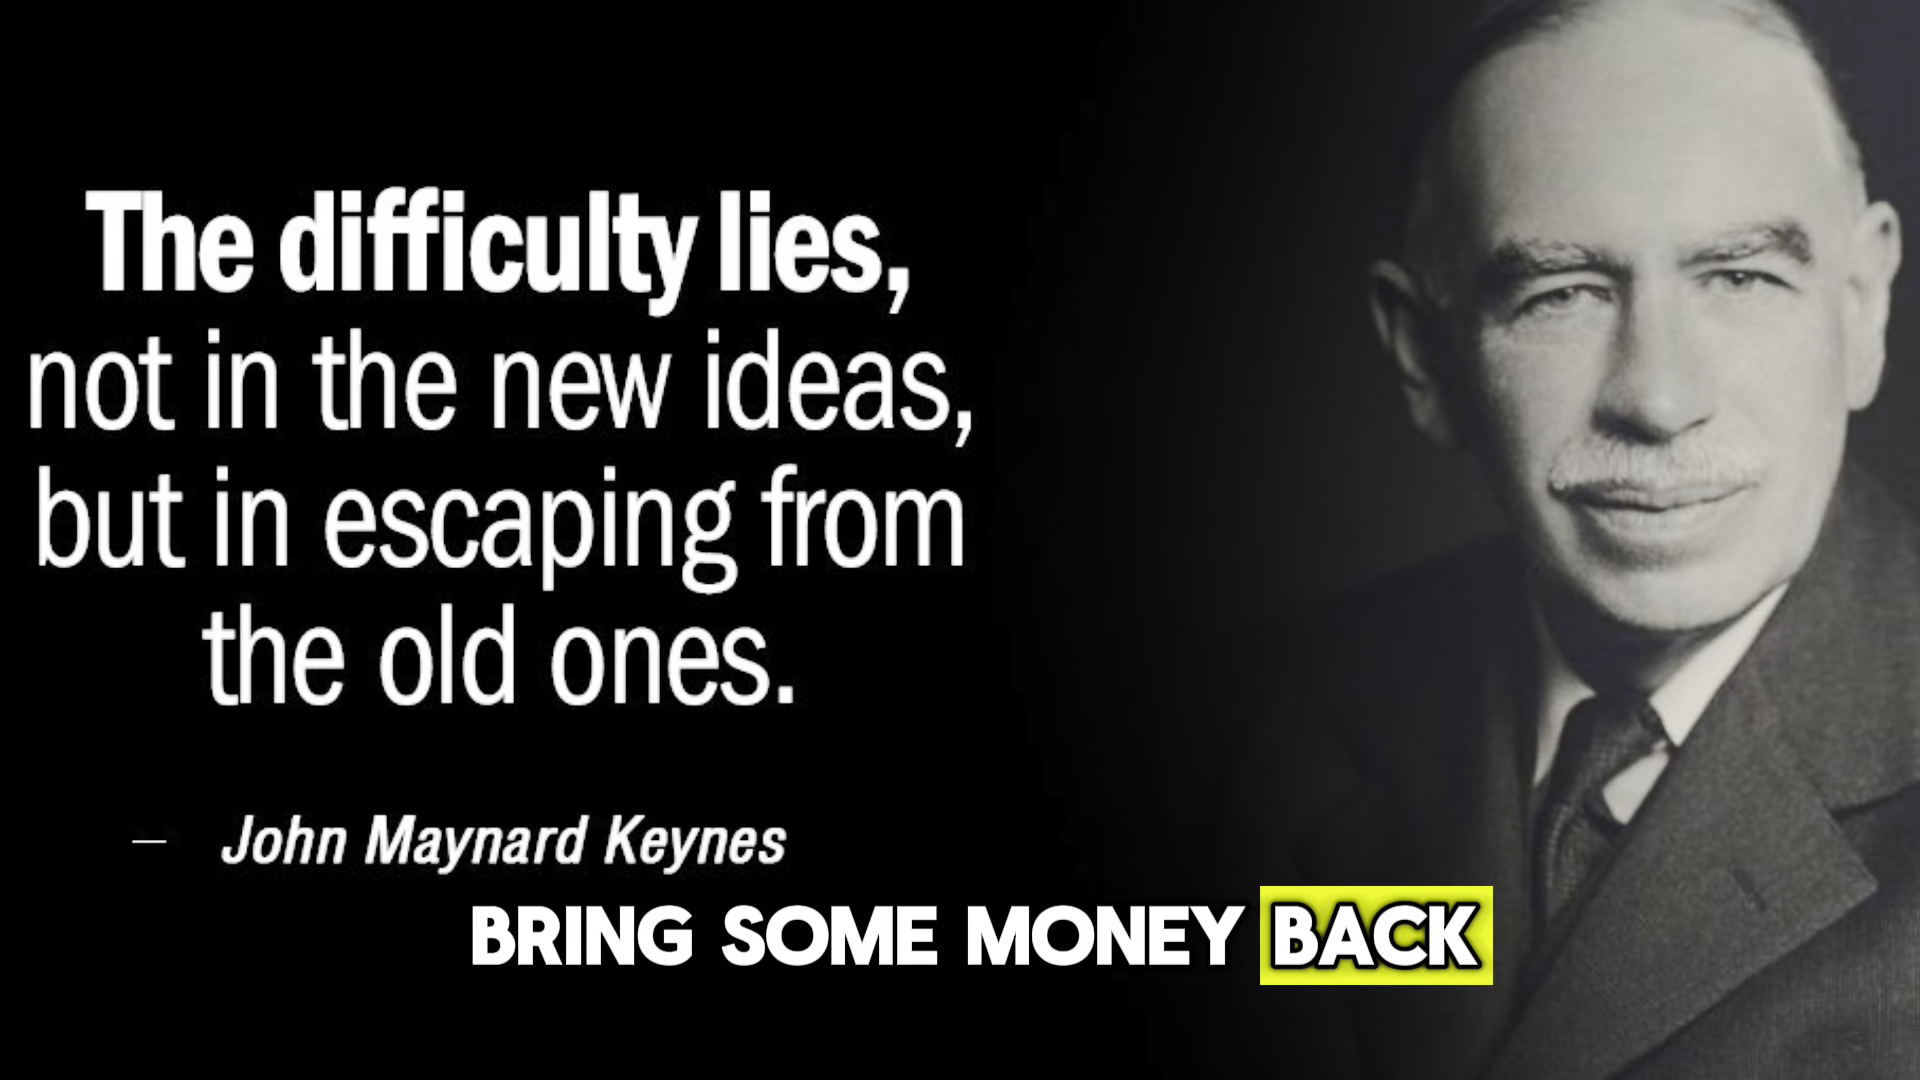 The difficulty lies,
not in the new ideas,
but in escaping from
the old ones.
— John Maynard Keynes
BRING SOME MONEY BACK